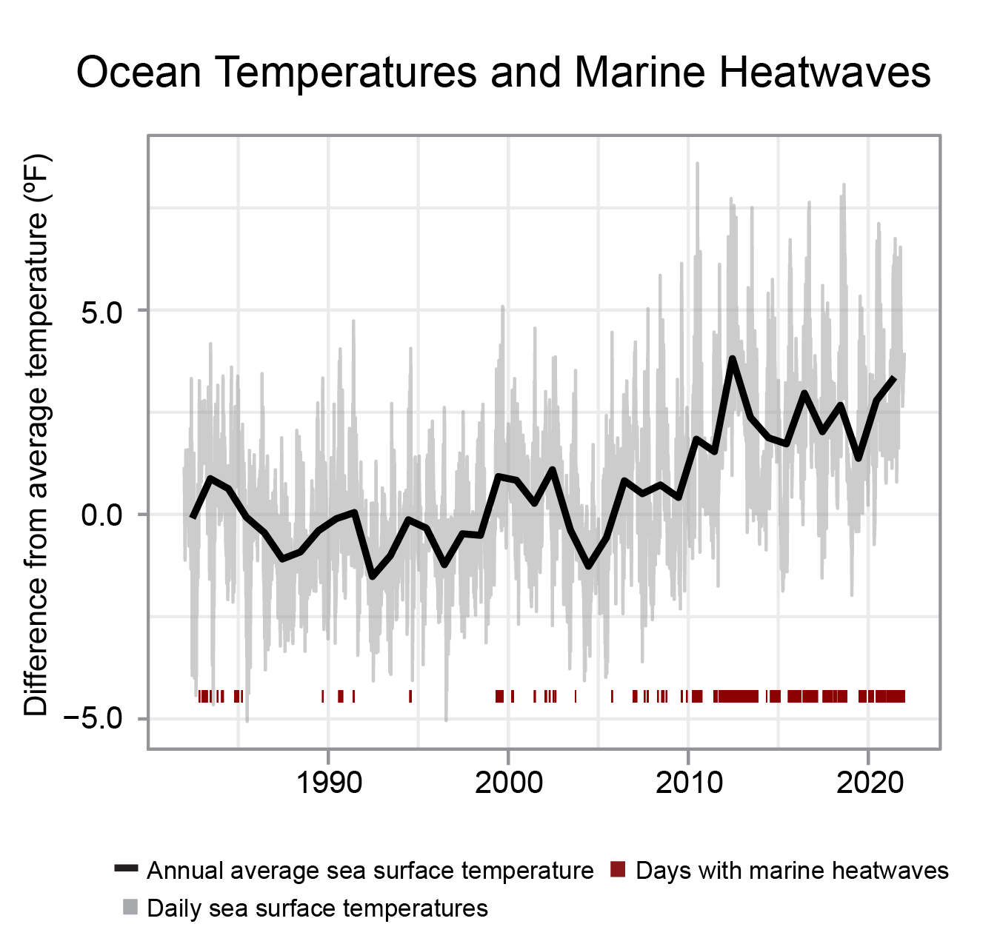 Ocean Temperatures and Marine Heatwaves
Difference from average temperature (ºF)
5.0
0.0
−5.0
1990 2000 2010 2020
Annual average sea surface temperature Days with marine heatwaves
Daily sea surface temperatures